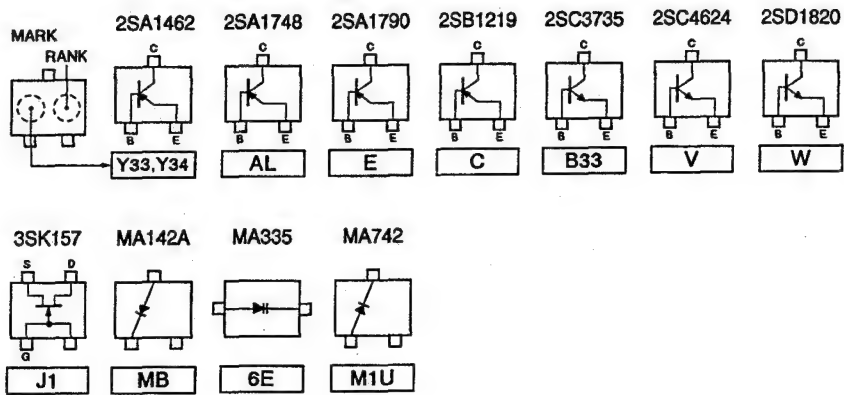 MARK
RANK
2SA1462 2SA1748 2SA1790 2SB1219 2SC3735 2SC4624 2SD1820
C C C C C C C
B E B E B E B E B E B E B E
Y33,Y34 AL E C B33 V W
3SK157 MA142A MA335 MA742
S D
G
J1 MB 6E M1U